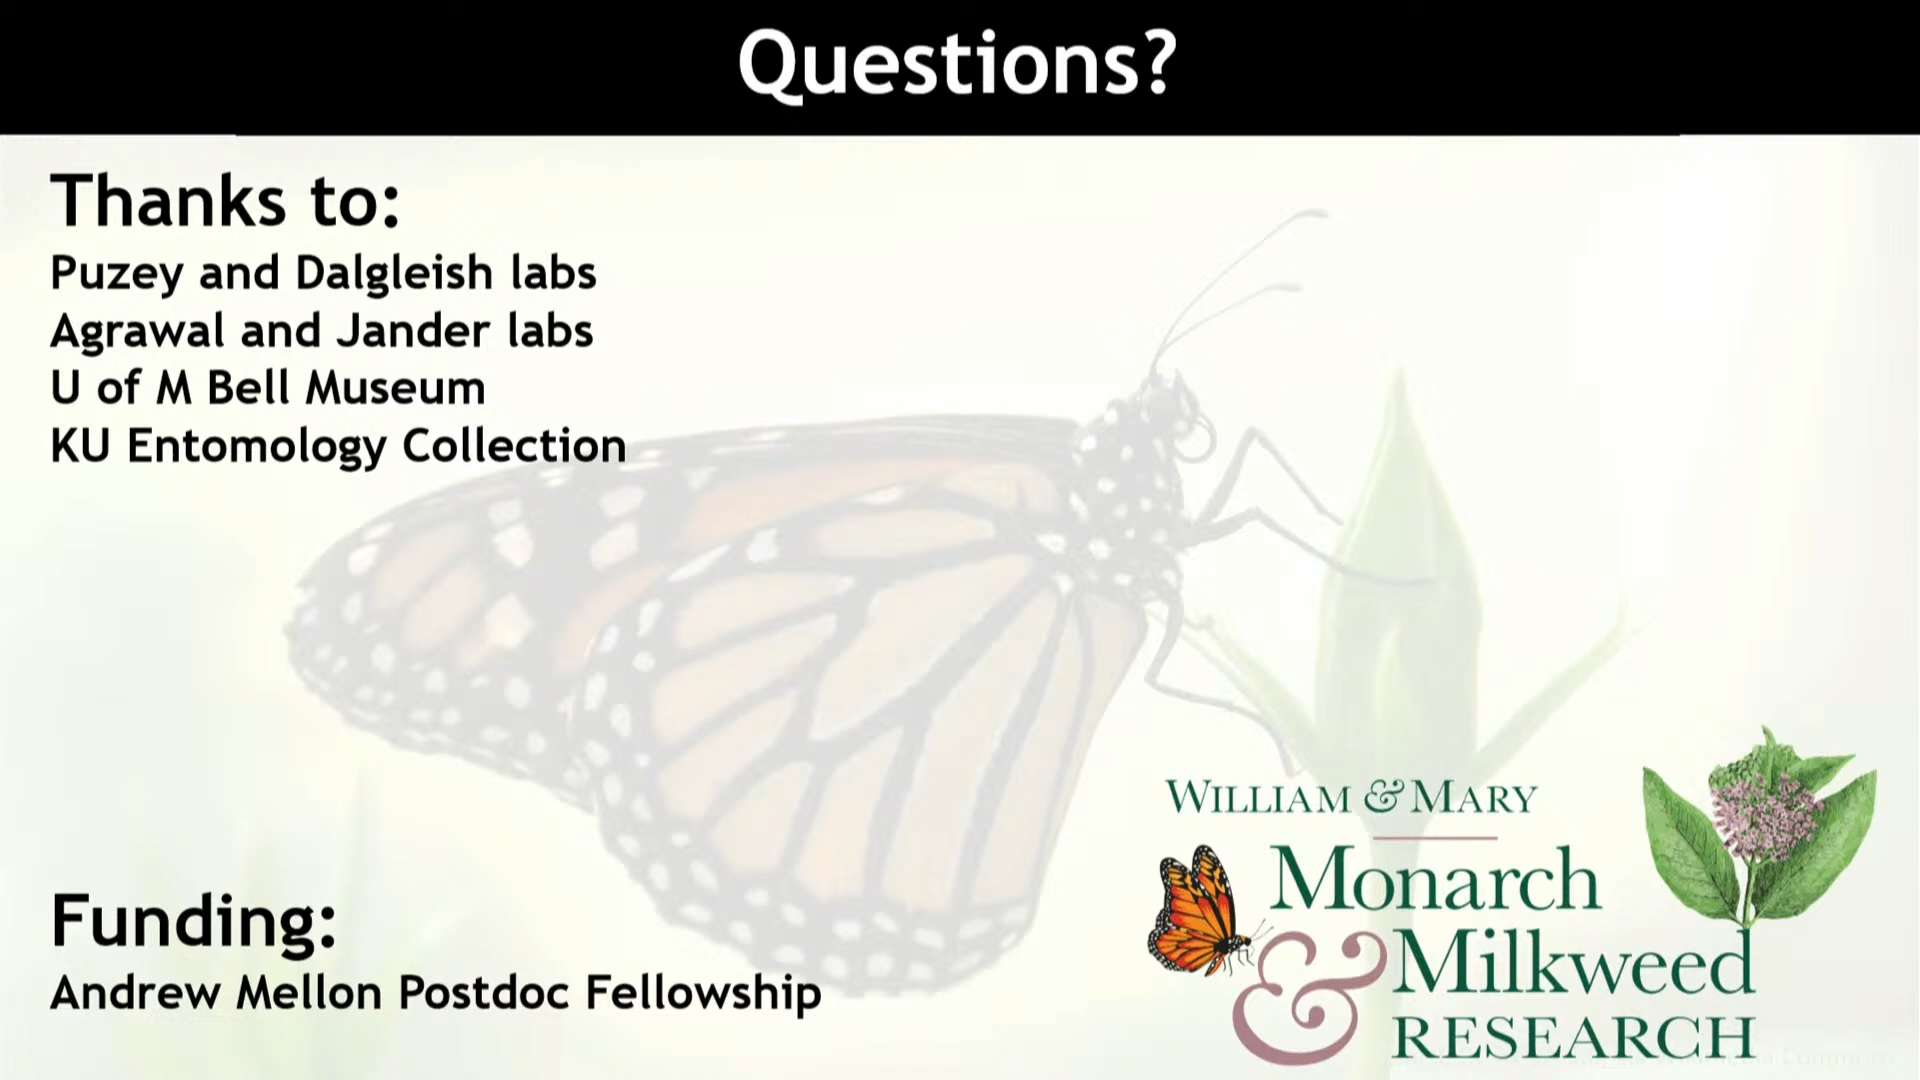 Questions?
Thanks to:
Puzey and Dalgleish labs
Agrawal and Jander labs
U of M Bell Museum
KU Entomology Collection
Funding:
Andrew Mellon Postdoc Fellowship
WILLIAM & MARY
Monarch
& Milkweed
RESEARCH